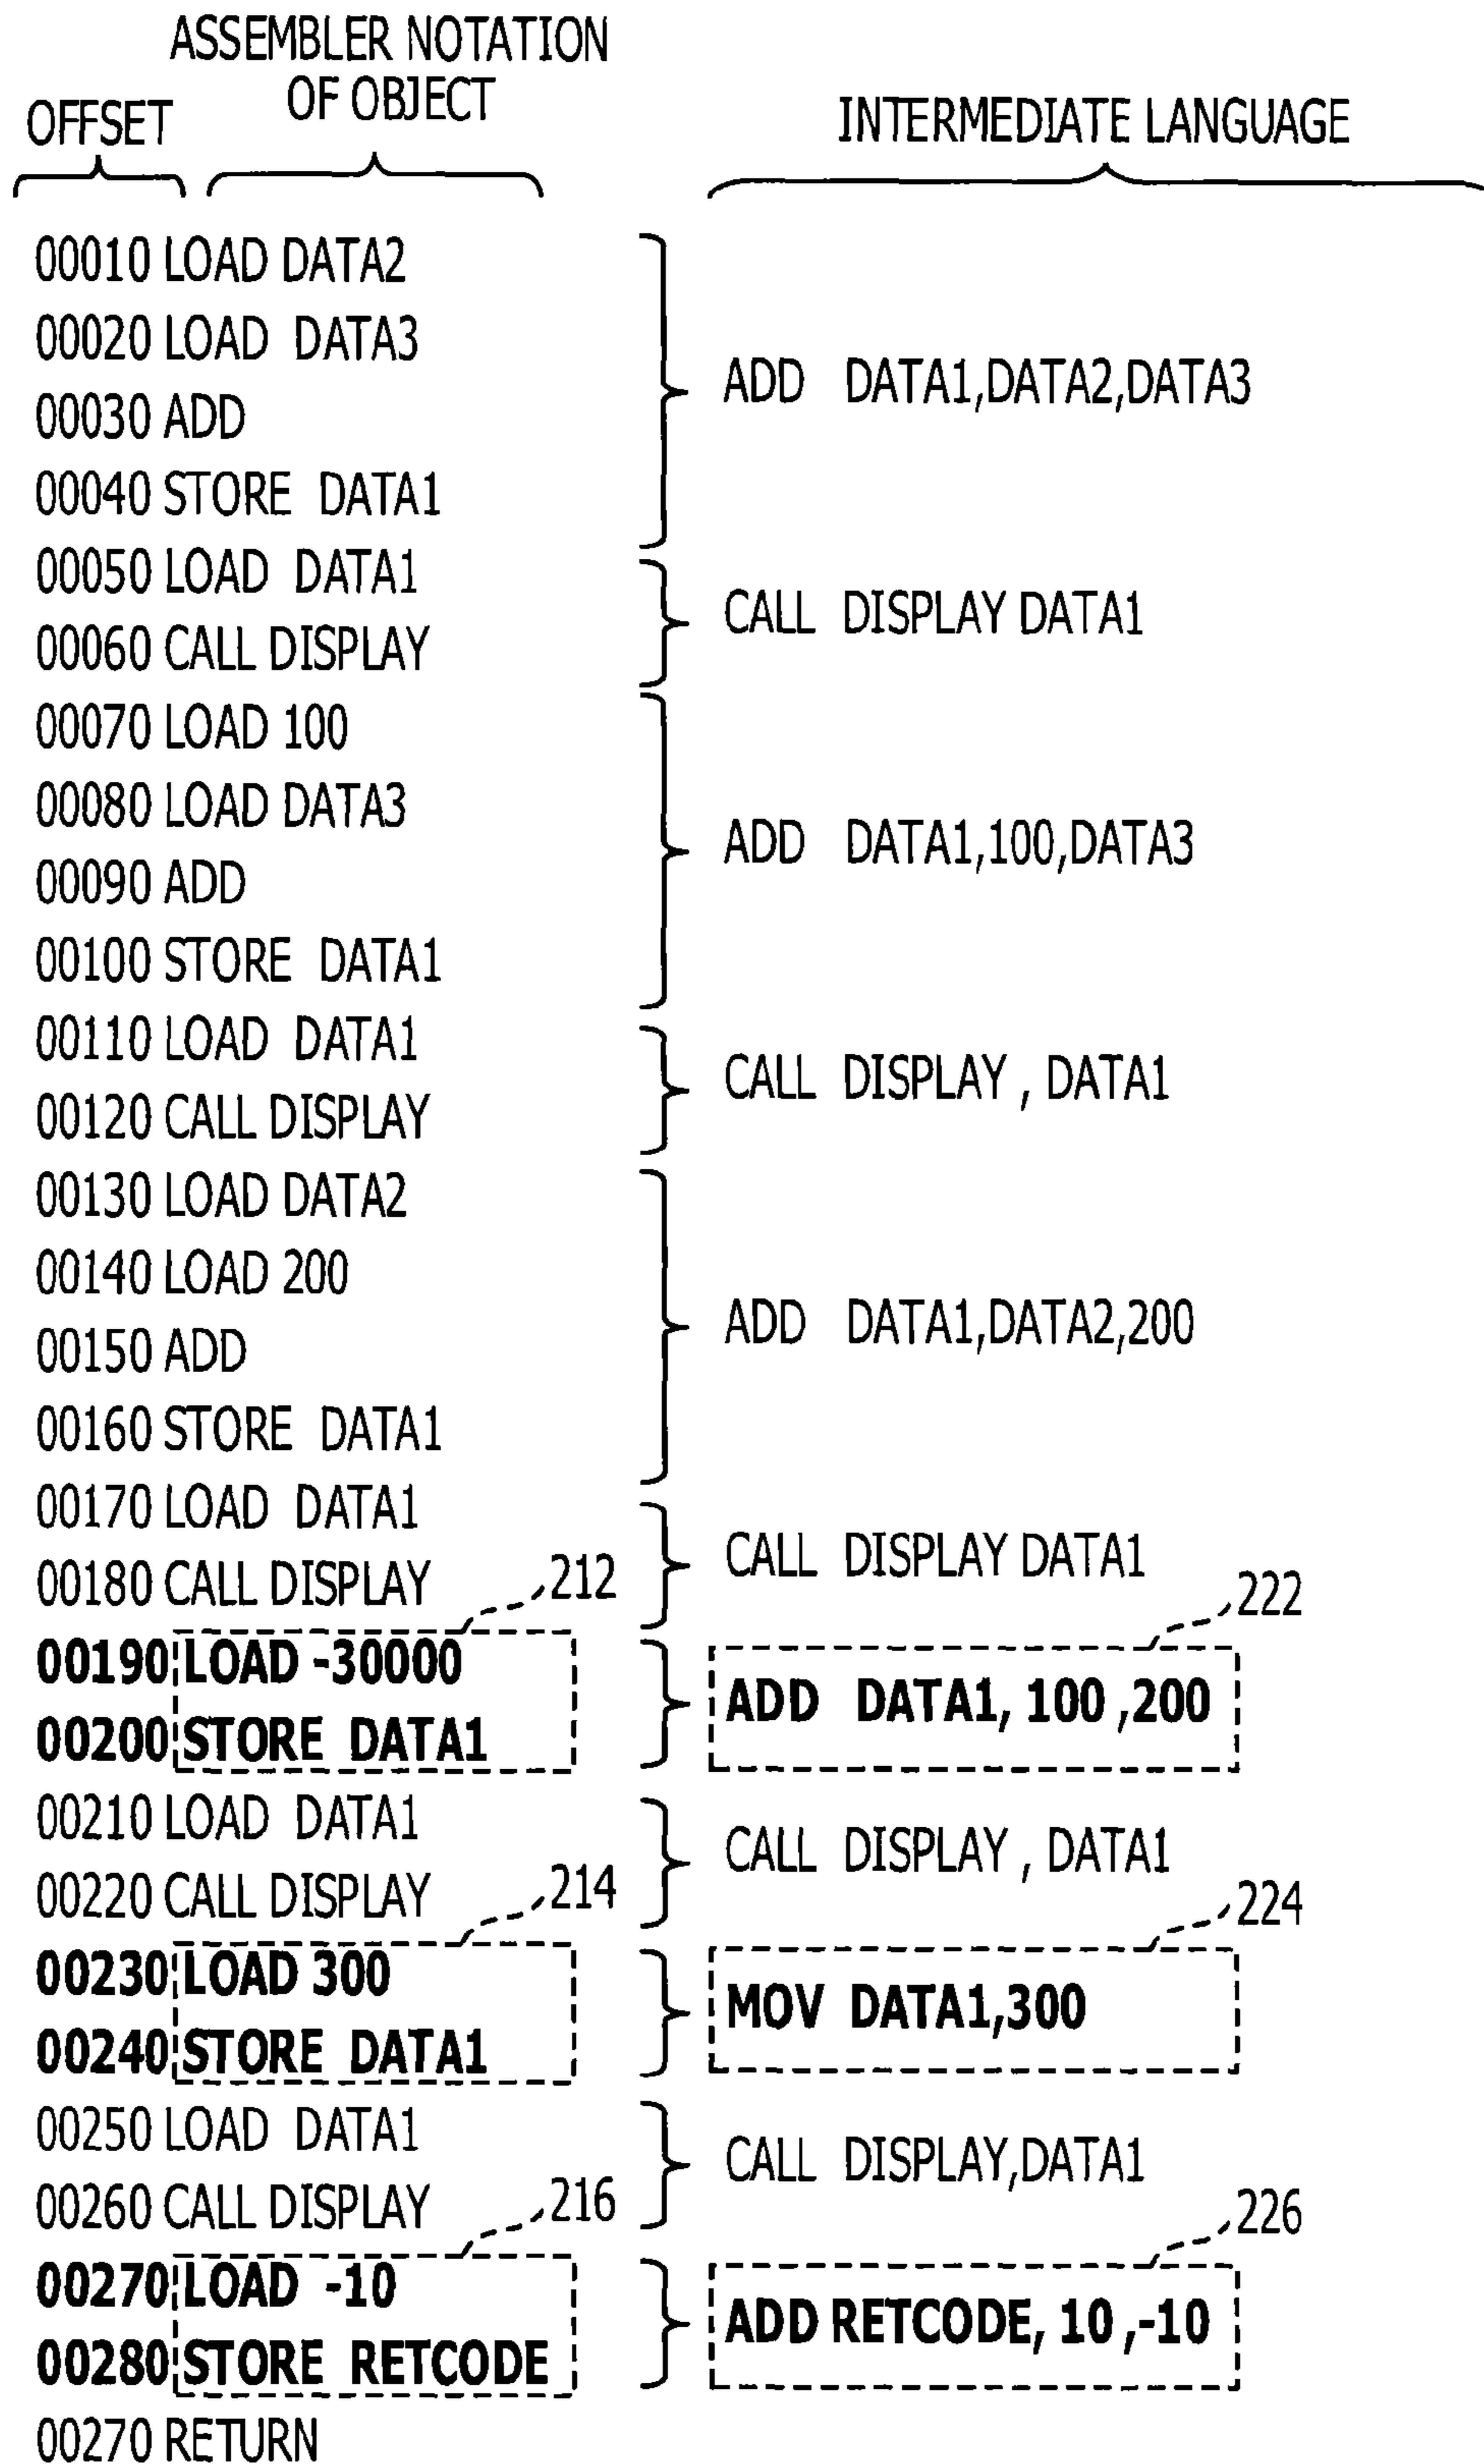 ASSEMBLER NOTATION
OF OBJECT
OFFSET
INTERMEDIATE LANGUAGE
00010 LOAD DATA2
00020 LOAD DATA3
ADD DATA1,DATA2,DATA3
00030 ADD
00040 STORE DATA1
00050 LOAD DATA1
CALL DISPLAY DATA1
00060 CALL DISPLAY
00070 LOAD 100
00080 LOAD DATA3
ADD DATA1,100,DATA3
00090 ADD
00100 STORE DATA1
00110 LOAD DATA1
CALL DISPLAY , DATA1
00120 CALL DISPLAY
00130 LOAD DATA2
00140 LOAD 200
ADD DATA1,DATA2,200
00150 ADD
00160 STORE DATA1
00170 LOAD DATA1
CALL DISPLAY DATA1
00180 CALL DISPLAY
212
222
00190 LOAD -30000
ADD DATA1, 100 ,200
00200 STORE DATA1
00210 LOAD DATA1
CALL DISPLAY , DATA1
00220 CALL DISPLAY
214
224
00230 LOAD 300
MOV DATA1,300
00240 STORE DATA1
00250 LOAD DATA1
CALL DISPLAY,DATA1
00260 CALL DISPLAY
216
226
00270 LOAD -10
ADD RETCODE, 10 ,-10
00280 STORE RETCODE
00270 RETURN